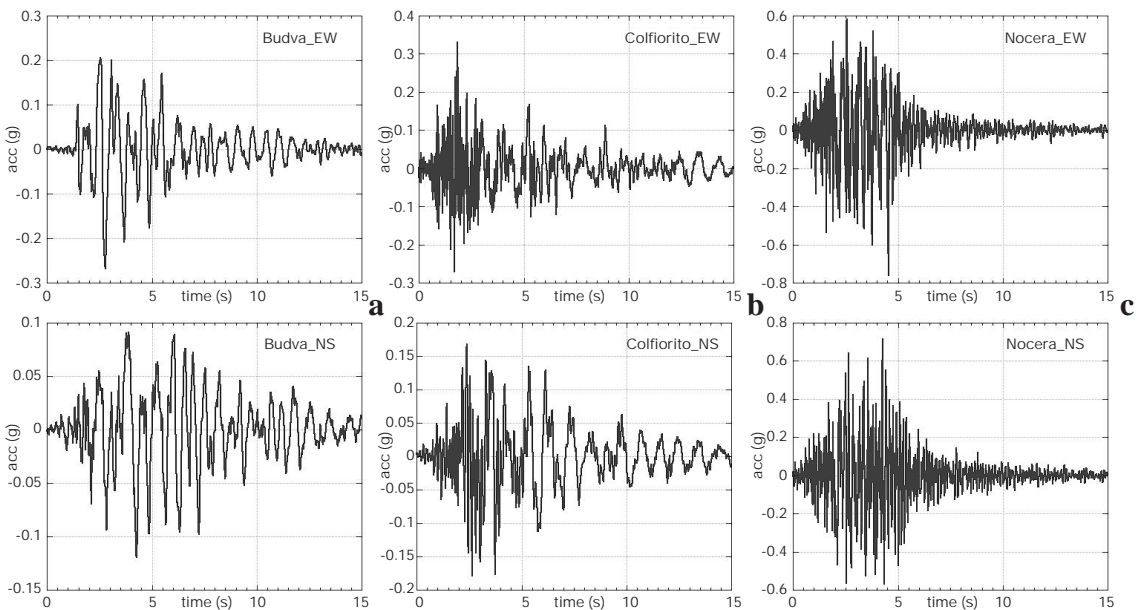 0.3
0.2
0.1
0
-0.1
-0.2
-0.3
acc (g)
Budva_EW
0 5 10 15
time (s)
a
0.4
0.3
0.2
0.1
0
-0.1
-0.2
-0.3
acc (g)
Colfiorito_EW
0 5 10 15
time (s)
b
0.6
0.4
0.2
0
-0.2
-0.4
-0.6
-0.8
acc (g)
Nocera_EW
0 5 10 15
time (s)
c
0.1
0.05
0
-0.05
-0.1
-0.15
acc (g)
Budva_NS
0 5 10 15
time (s)
0.2
0.15
0.1
0.05
0
-0.05
-0.1
-0.15
-0.2
acc (g)
Colfiorito_NS
0 5 10 15
time (s)
0.8
0.6
0.4
0.2
0
-0.2
-0.4
-0.6
acc (g)
Nocera_NS
0 5 10 15
time (s)